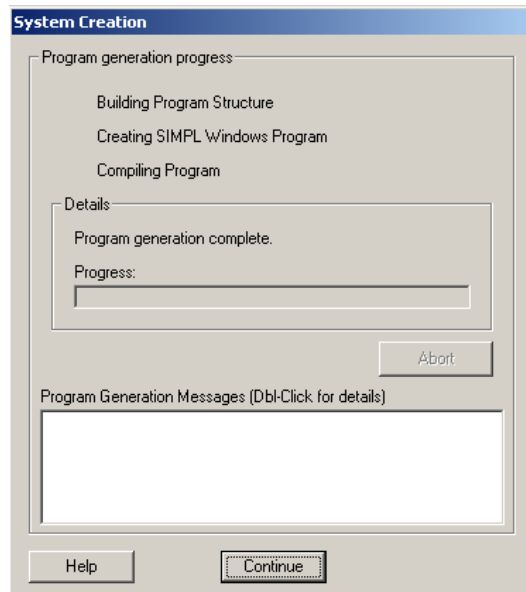 System Creation
Program generation progress
Building Program Structure
Creating SIMPL Windows Program
Compiling Program
Details
Program generation complete.
Progress:
Abort
Program Generation Messages (Dbl-Click for details)
Help
Continue